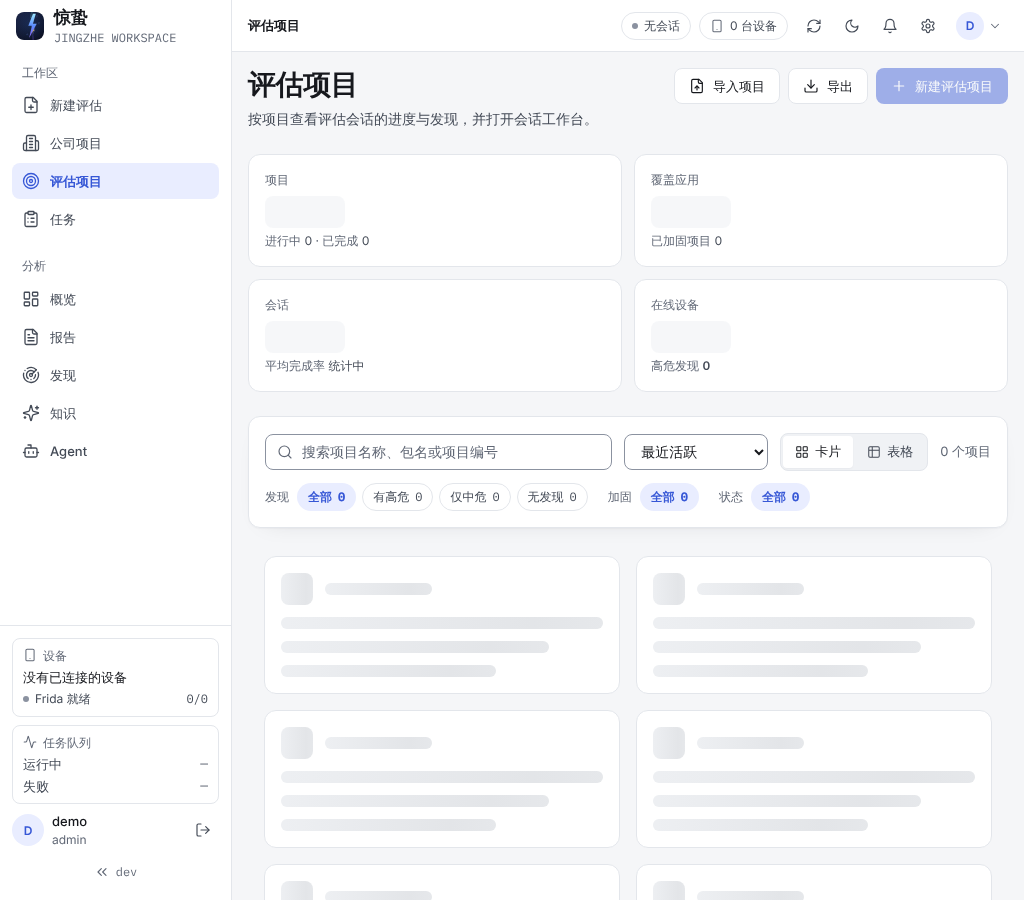 惊蛰
JINGZHE WORKSPACE
工作区
新建评估
公司项目
评估项目
任务
分析
概览
报告
发现
知识
Agent
设备
没有已连接的设备
Frida 就绪 0/0
任务队列
运行中 —
失败 —
D demo
admin
dev
评估项目
无会话
0 台设备
D
评估项目
导入项目
导出
新建评估项目
按项目查看评估会话的进度与发现，并打开会话工作台。
项目
进行中 0 · 已完成 0
覆盖应用
已加固项目 0
会话
平均完成率 统计中
在线设备
高危发现 0
搜索项目名称、包名或项目编号
最近活跃
卡片
表格
0 个项目
发现 全部 0 有高危 0 仅中危 0 无发现 0 加固 全部 0 状态 全部 0